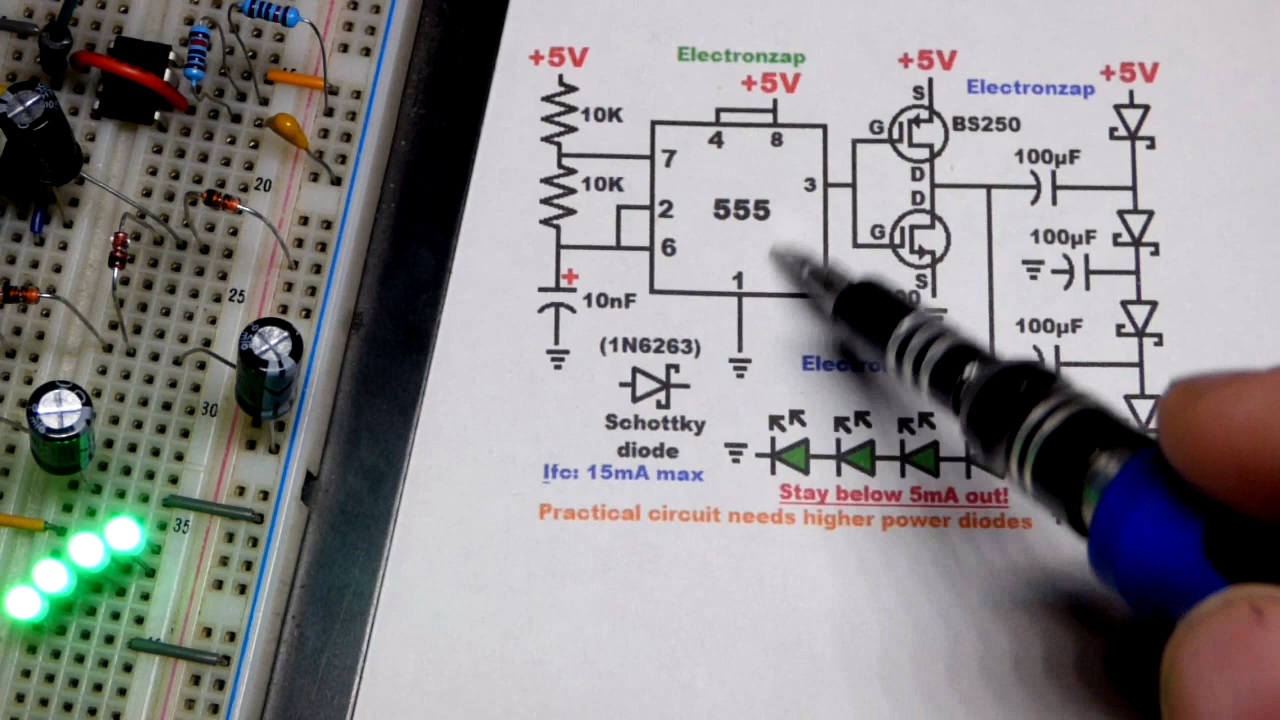 20
25
30
35
+5V
Electronzap
+5V
+5V
Electronzap
+5V
10K
10K
4
8
7
2
6
3
1
555
S
G
BS250
D
D
G
S
100µF
100µF
100µF
+
10nF
(1N6263)
Schottky
diode
Ifc: 15mA max
Stay below 5mA out!
Practical circuit needs higher power diodes